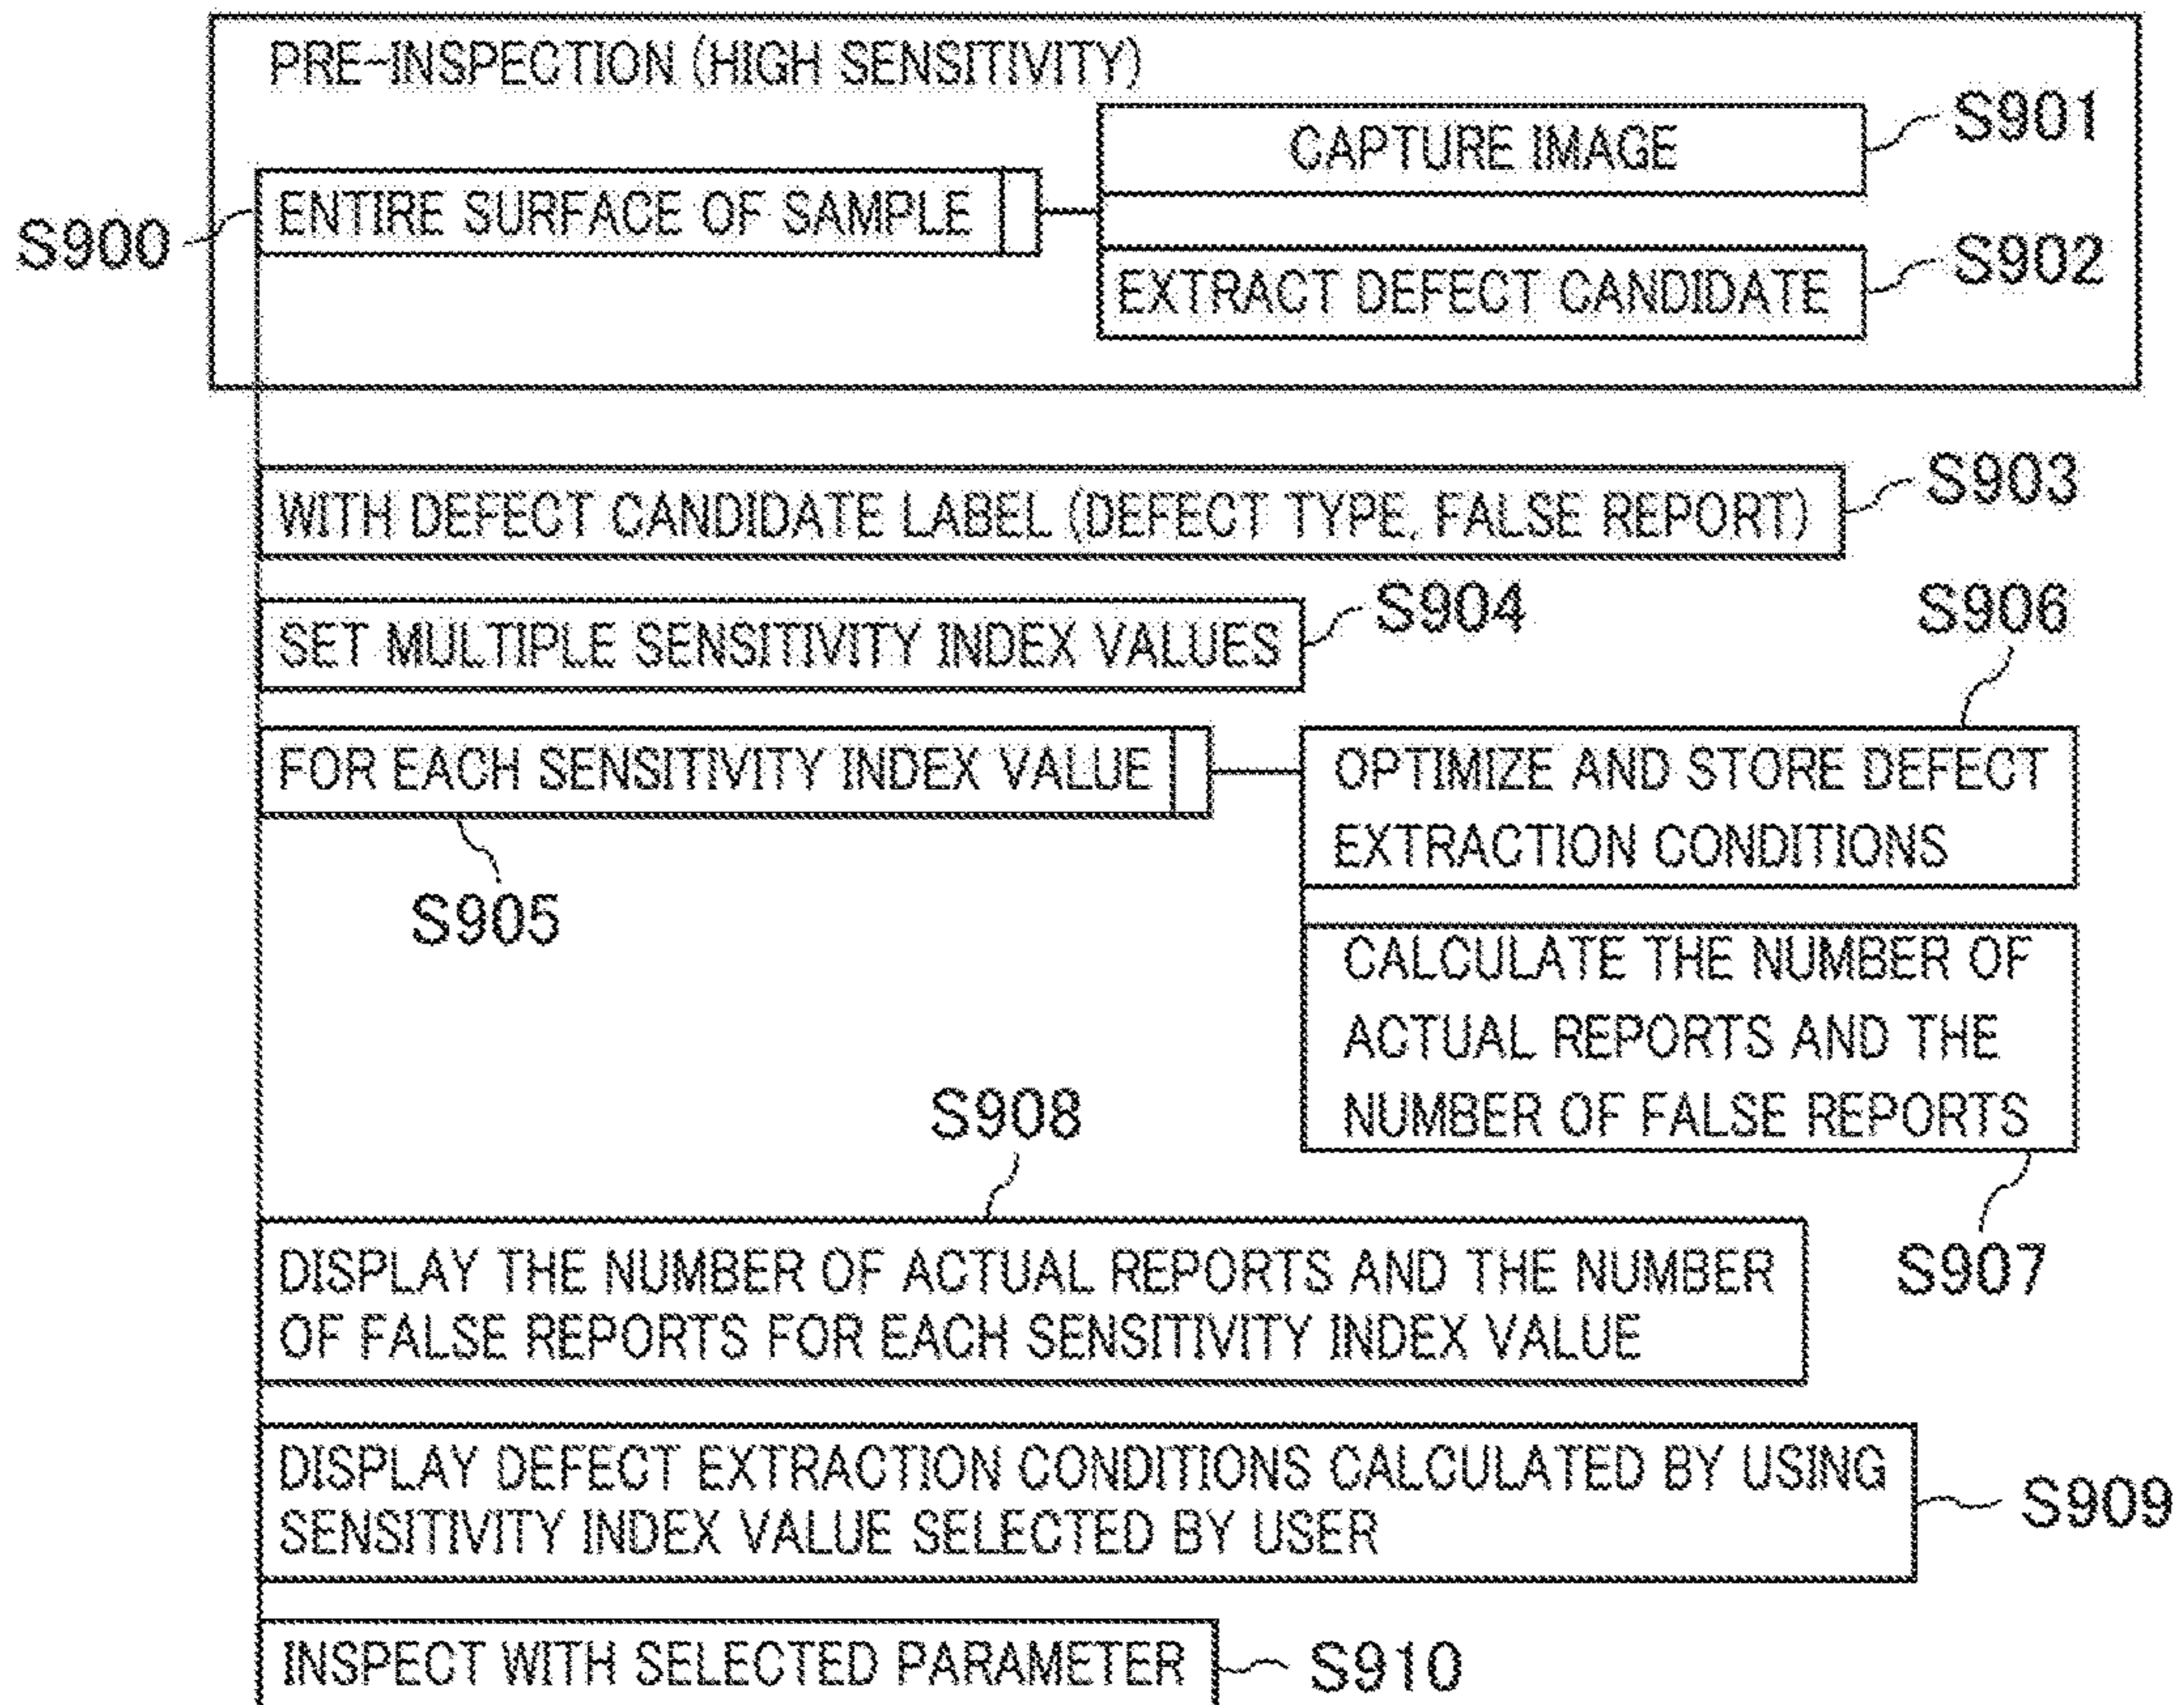 PRE-INSPECTION (HIGH SENSITIVITY)
CAPTURE IMAGE
S901
ENTIRE SURFACE OF SAMPLE
S900
EXTRACT DEFECT CANDIDATE
S902
WITH DEFECT CANDIDATE LABEL (DEFECT TYPE, FALSE REPORT)
S903
SET MULTIPLE SENSITIVITY INDEX VALUES
S904
S906
FOR EACH SENSITIVITY INDEX VALUE
S905
OPTIMIZE AND STORE DEFECT
EXTRACTION CONDITIONS
CALCULATE THE NUMBER OF
ACTUAL REPORTS AND THE
NUMBER OF FALSE REPORTS
S907
S908
DISPLAY THE NUMBER OF ACTUAL REPORTS AND THE NUMBER
OF FALSE REPORTS FOR EACH SENSITIVITY INDEX VALUE
DISPLAY DEFECT EXTRACTION CONDITIONS CALCULATED BY USING
SENSITIVITY INDEX VALUE SELECTED BY USER
S909
INSPECT WITH SELECTED PARAMETER
S910